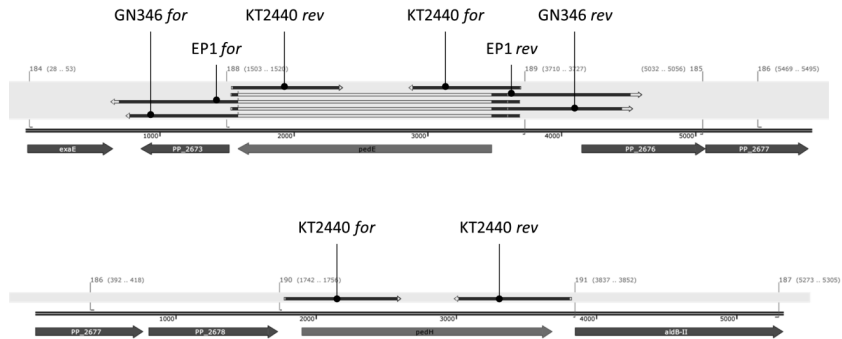 GN346 for KT2440 rev KT2440 for GN346 rev
EP1 for EP1 rev
184 (28 .. 53) 188 (1503 .. 1520) 189 (3710 .. 3727) (5032 .. 5056) 185 186 (5469 .. 5495)
1000 2000 3000 4000 5000
exaE PP_2673 pedE PP_2676 PP_2677
KT2440 for KT2440 rev
186 (392 .. 418) 190 (1742 .. 1756) 191 (3837 .. 3852) 187 (5273 .. 5305)
1000 2000 3000 4000 5000
PP_2677 PP_2678 pedH aldB-II